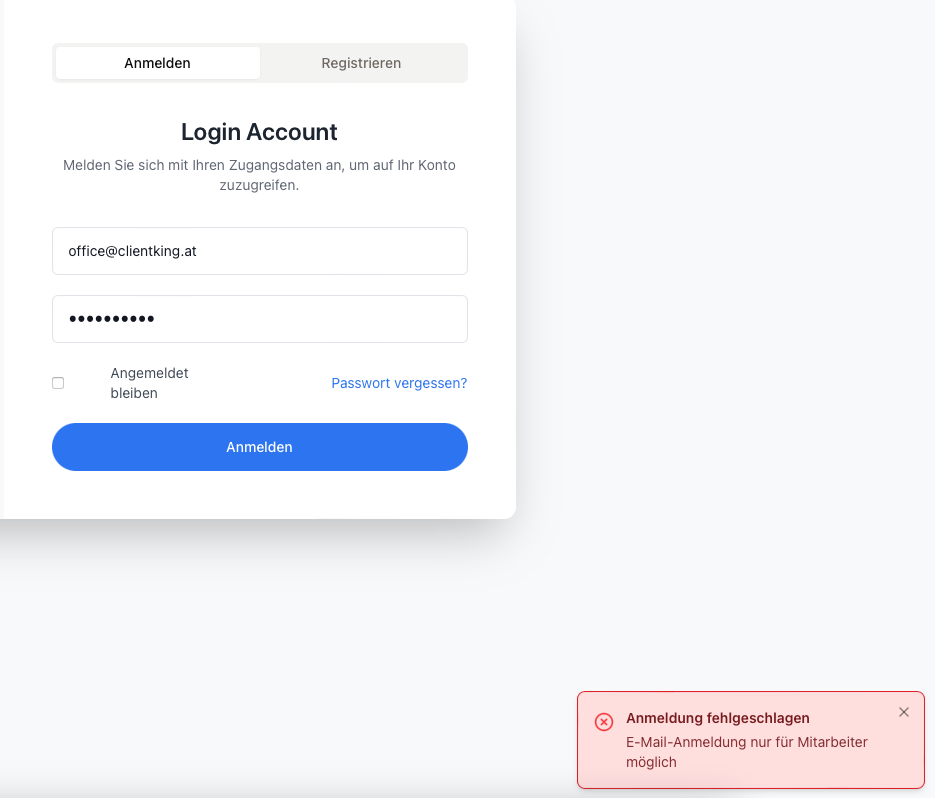 Anmelden
Registrieren
Login Account
Melden Sie sich mit Ihren Zugangsdaten an, um auf Ihr Konto
zuzugreifen.
office@clientking.at
••••••••••
Angemeldet
bleiben
Passwort vergessen?
Anmelden
Anmeldung fehlgeschlagen
E-Mail-Anmeldung nur für Mitarbeiter
möglich